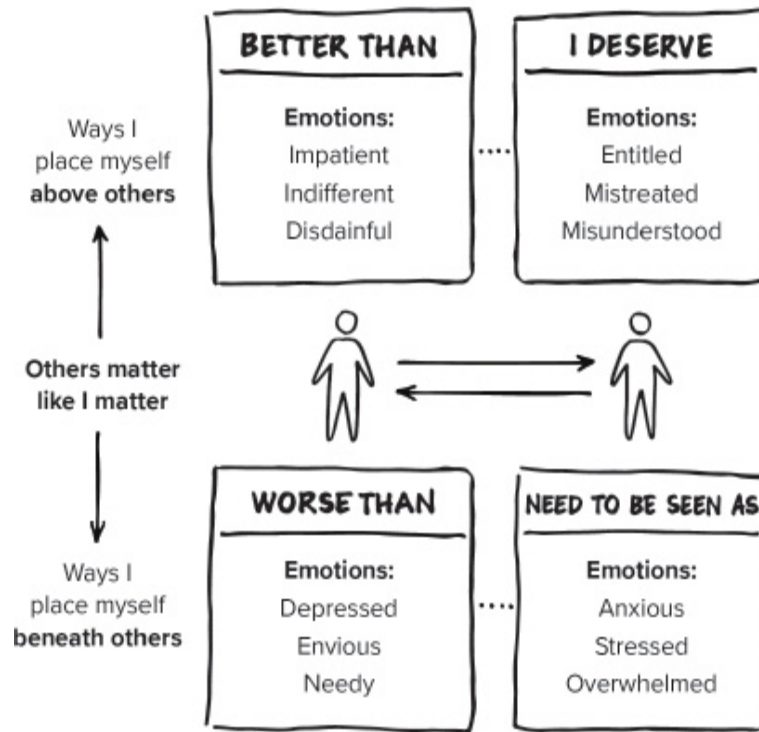 BETTER THAN
Emotions:
Impatient
Indifferent
Disdainful
I DESERVE
Emotions:
Entitled
Mistreated
Misunderstood
Ways I
place myself
above others
Others matter
like I matter
Ways I
place myself
beneath others
WORSE THAN
Emotions:
Depressed
Envious
Needy
NEED TO BE SEEN AS
Emotions:
Anxious
Stressed
Overwhelmed